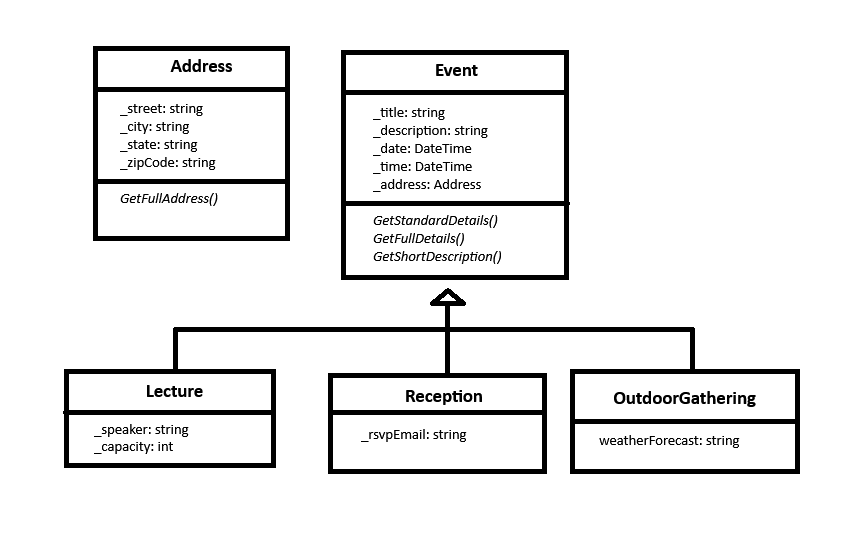 Address
_street: string
_city: string
_state: string
_zipCode: string
GetFullAddress()
Event
_title: string
_description: string
_date: DateTime
_time: DateTime
_address: Address
GetStandardDetails()
GetFullDetails()
GetShortDescription()
Lecture
_speaker: string
_capacity: int
Reception
_rsvpEmail: string
OutdoorGathering
weatherForecast: string